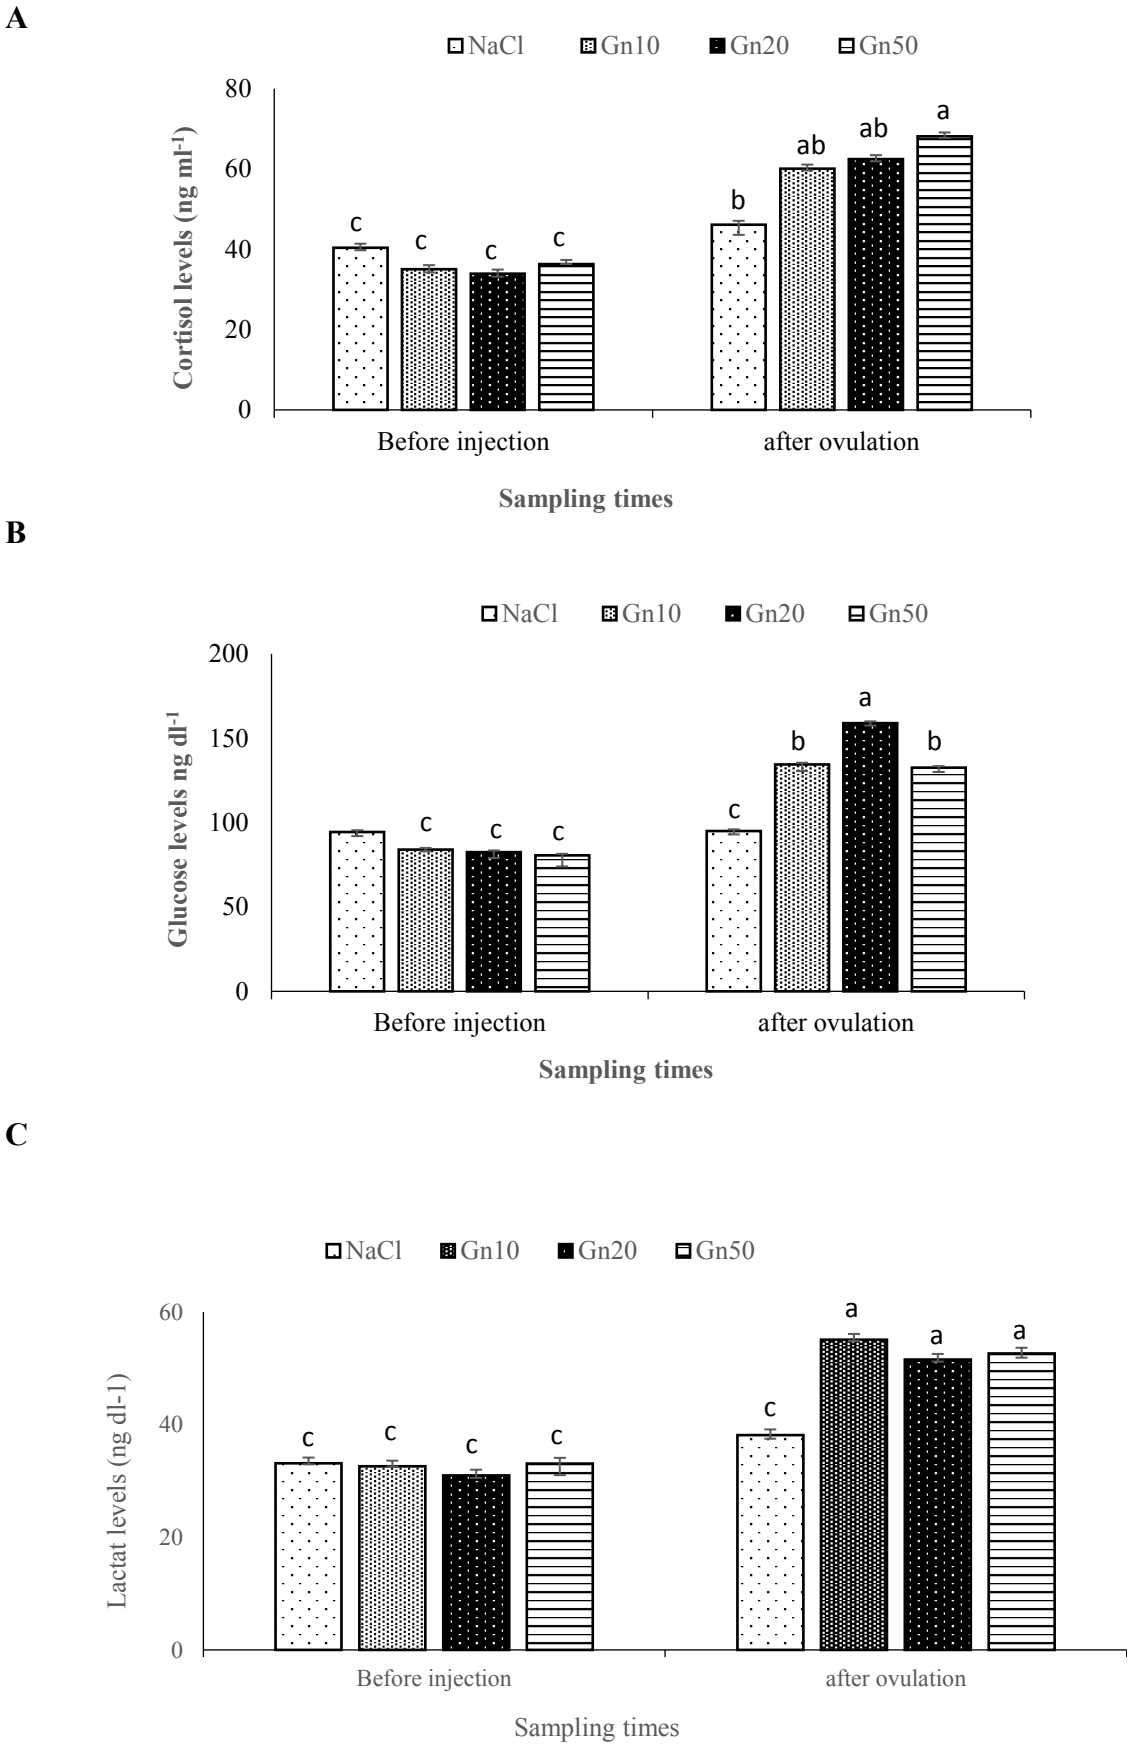 A
NaCl Gn10 Gn20 Gn50
80
60
40
20
0
Cortisol levels (ng ml-1)
c c c c b ab ab a
Before injection after ovulation
Sampling times
B
NaCl Gn10 Gn20 Gn50
200
150
100
50
0
Glucose levels ng dl-1
c c c c b a b
Before injection after ovulation
Sampling times
C
NaCl Gn10 Gn20 Gn50
60
40
20
0
Lactat levels (ng dl-1)
c c c c c a a a
Before injection after ovulation
Sampling times